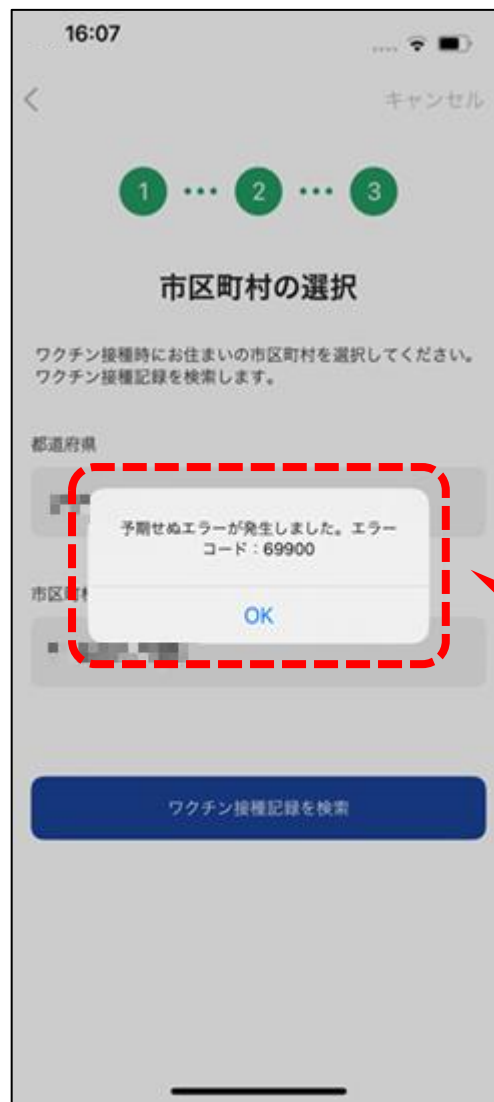 16:07
キャンセル
1 ... 2 ... 3
市区町村の選択
ワクチン接種時にお住まいの市区町村を選択してください。
ワクチン接種記録を検索します。
都道府県
予期せぬエラーが発生しました。エラー
コード：69900
市区町
OK
ワクチン接種記録を検索